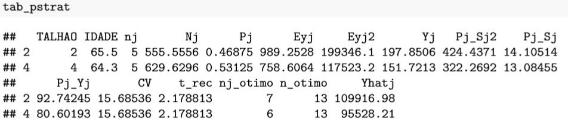 tab_pstrat
## TALHAO IDADE nj Nj Pj Eyj Eyj2 Yj Pj_Sj2 Pj_Sj
## 2 2 65.5 5 555.5556 0.46875 989.2528 199346.1 197.8506 424.4371 14.10514
## 4 4 64.3 5 629.6296 0.53125 758.6064 117523.2 151.7213 322.2692 13.08455
## Pj_Yj CV t_rec nj_otimo n_otimo Yhatj
## 2 92.74245 15.68536 2.178813 7 13 109916.98
## 4 80.60193 15.68536 2.178813 6 13 95528.21